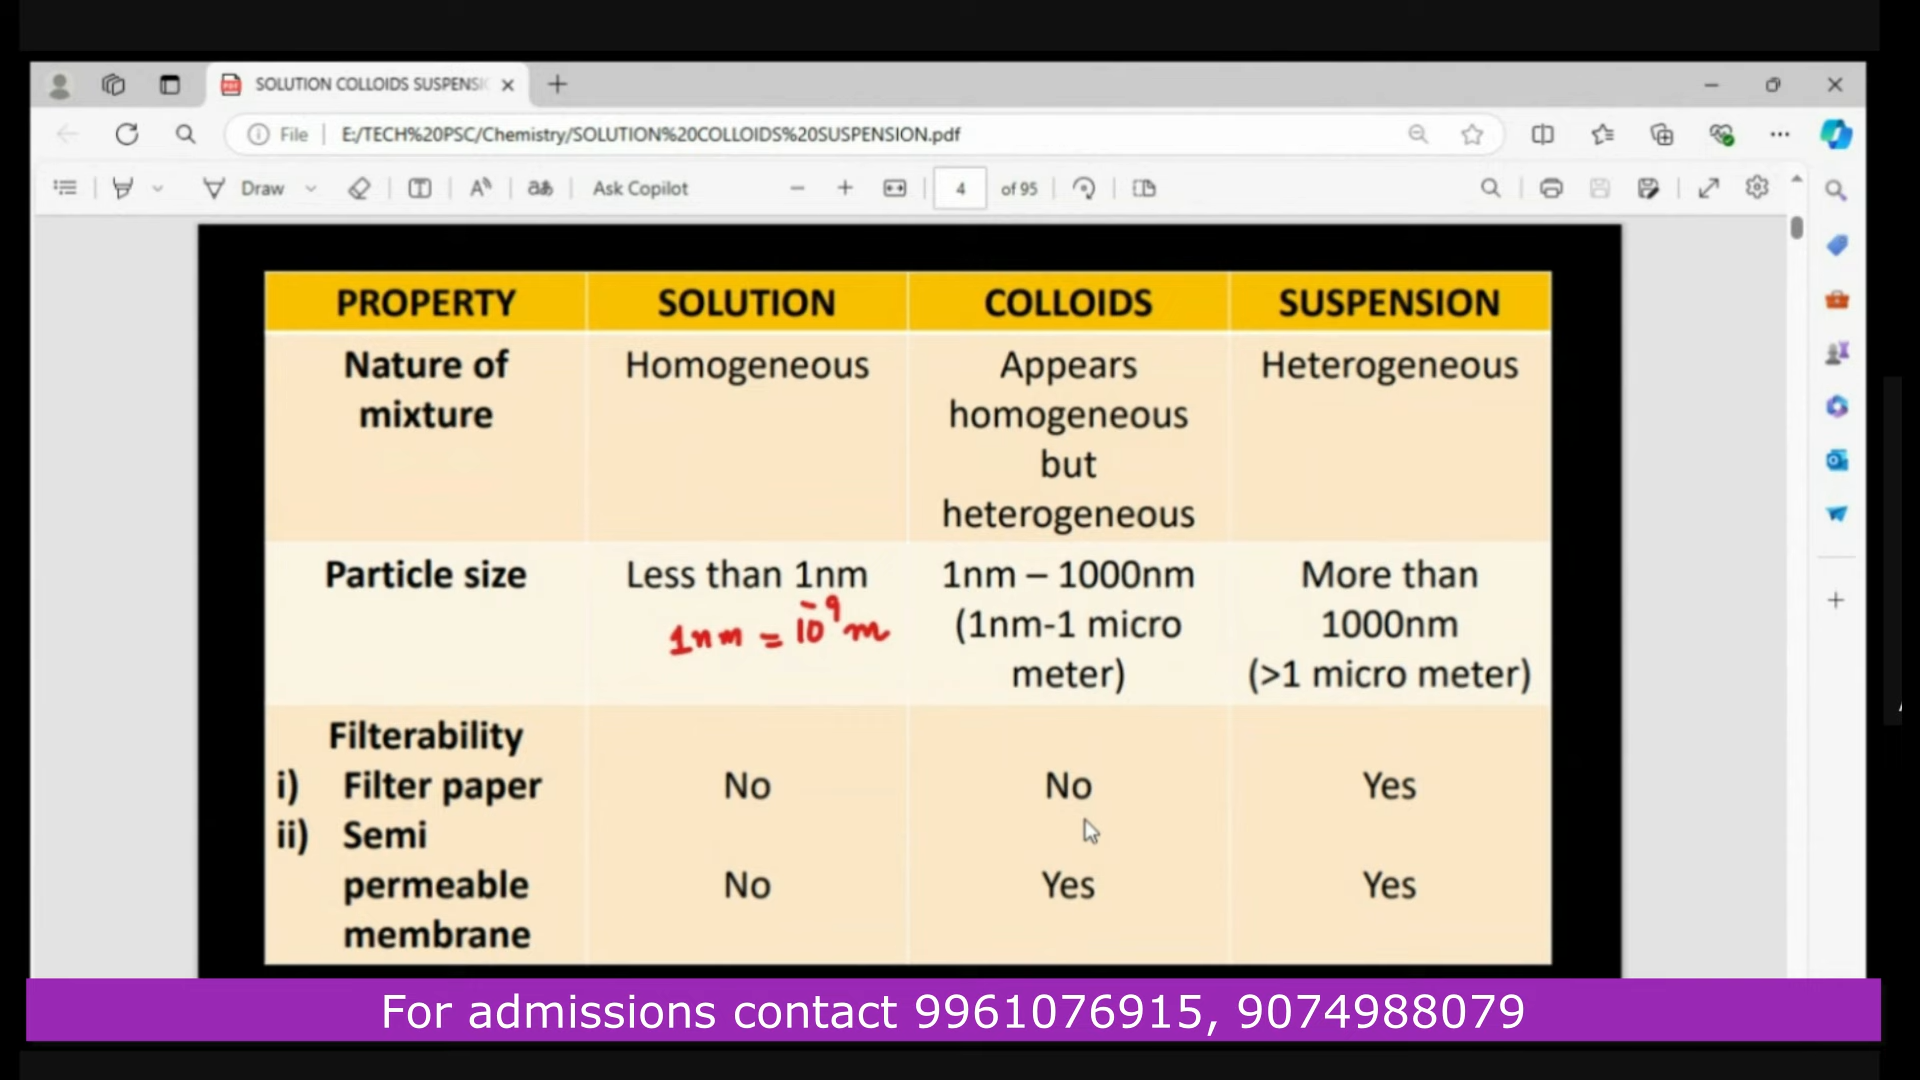 SOLUTION COLLOIDS SUSPENSI
File
E:/TECH%20PSC/Chemistry/SOLUTION%20COLLOIDS%20SUSPENSION.pdf
Draw
Ask Copilot
4 of 95
PROPERTY SOLUTION COLLOIDS SUSPENSION
Nature of Homogeneous Appears Heterogeneous
mixture homogeneous
but
heterogeneous
Particle size Less than 1nm 1nm – 1000nm More than
1nm = 10⁻⁹m (1nm-1 micro 1000nm
meter) (>1 micro meter)
Filterability
i) Filter paper No No Yes
ii) Semi
permeable No Yes Yes
membrane
For admissions contact 9961076915, 9074988079